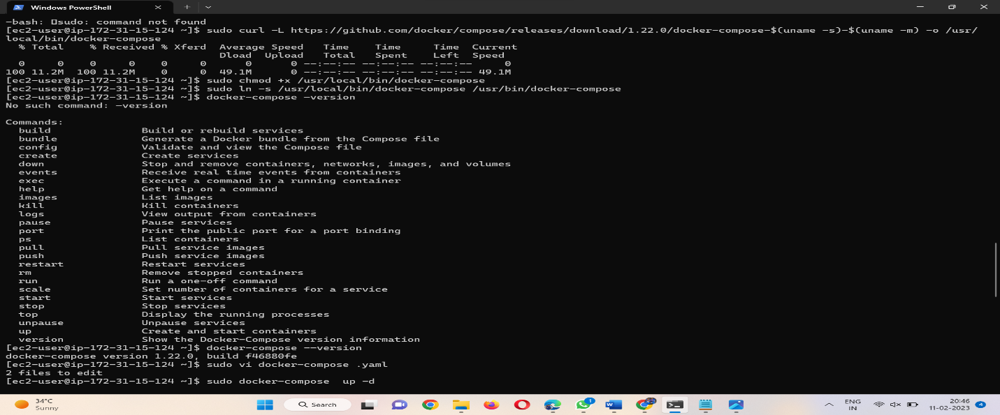 Windows PowerShell
-bash: sudo: command not found
[ec2-user@ip-172-31-15-124 ~]$ sudo curl -L https://github.com/docker/compose/releases/download/1.22.0/docker-compose-$(uname -s)-$(uname -m) -o /usr/
local/bin/docker-compose
% Total % Received % Xferd Average Speed Time Time Time Current
Dload Upload Total Spent Left Speed
0 0 0 0 0 0 0 0 --:--:-- --:--:-- --:--:-- 0
100 11.2M 100 11.2M 0 0 49.1M 0 --:--:-- --:--:-- --:--:-- 49.1M
[ec2-user@ip-172-31-15-124 ~]$ sudo chmod +x /usr/local/bin/docker-compose
[ec2-user@ip-172-31-15-124 ~]$ sudo ln -s /usr/local/bin/docker-compose /usr/bin/docker-compose
[ec2-user@ip-172-31-15-124 ~]$ docker-compose -version
No such command: -version
Commands:
build Build or rebuild services
bundle Generate a Docker bundle from the Compose file
config Validate and view the Compose file
create Create services
down Stop and remove containers, networks, images, and volumes
events Receive real time events from containers
exec Execute a command in a running container
help Get help on a command
images List images
kill Kill containers
logs View output from containers
pause Pause services
port Print the public port for a port binding
ps List containers
pull Pull service images
push Push service images
restart Restart services
rm Remove stopped containers
run Run a one-off command
scale Set number of containers for a service
start Start services
stop Stop services
top Display the running processes
unpause Unpause services
up Create and start containers
version Show the Docker-Compose version information
[ec2-user@ip-172-31-15-124 ~]$ docker-compose --version
docker-compose version 1.22.0, build f46880fe
[ec2-user@ip-172-31-15-124 ~]$ sudo vi docker-compose .yaml
2 files to edit
[ec2-user@ip-172-31-15-124 ~]$ sudo docker-compose up -d
34°C
Sunny
Search
1
ENG
IN
20:46
11-02-2023
4